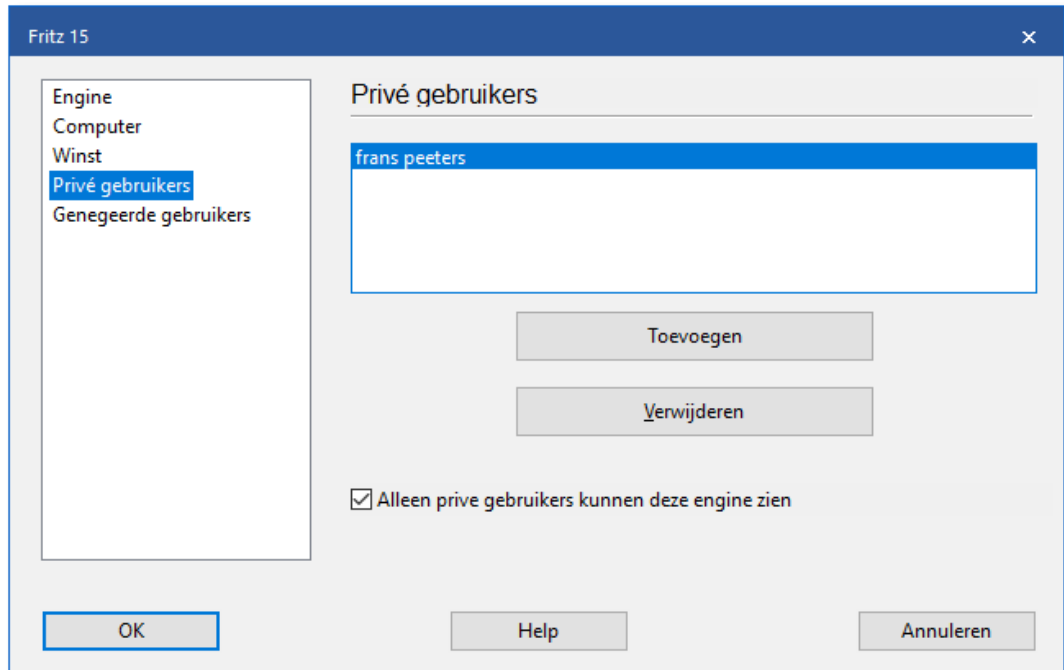 Fritz 15
Engine
Computer
Winst
Privé gebruikers
Genegeerde gebruikers
Privé gebruikers
frans peeters
Toevoegen
Verwijderen
Alleen prive gebruikers kunnen deze engine zien
OK
Help
Annuleren